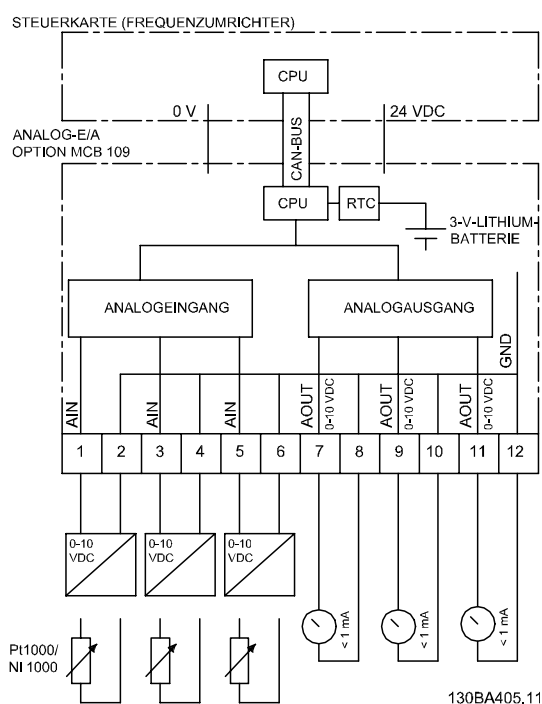 STEUERKARTE (FREQUENZUMRICHTER)
CPU
0 V
24 VDC
CAN-BUS
ANALOG-E/A
OPTION MCB 109
CPU
RTC
3-V-LITHIUM-
BATTERIE
ANALOGEINGANG
ANALOGAUSGANG
GND
AIN
AIN
AIN
AOUT
0-10 VDC
AOUT
0-10 VDC
AOUT
0-10 VDC
1 2 3 4 5 6 7 8 9 10 11 12
0-10
VDC
0-10
VDC
0-10
VDC
< 1 mA
< 1 mA
< 1 mA
Pt1000/
NI 1000
130BA405.11